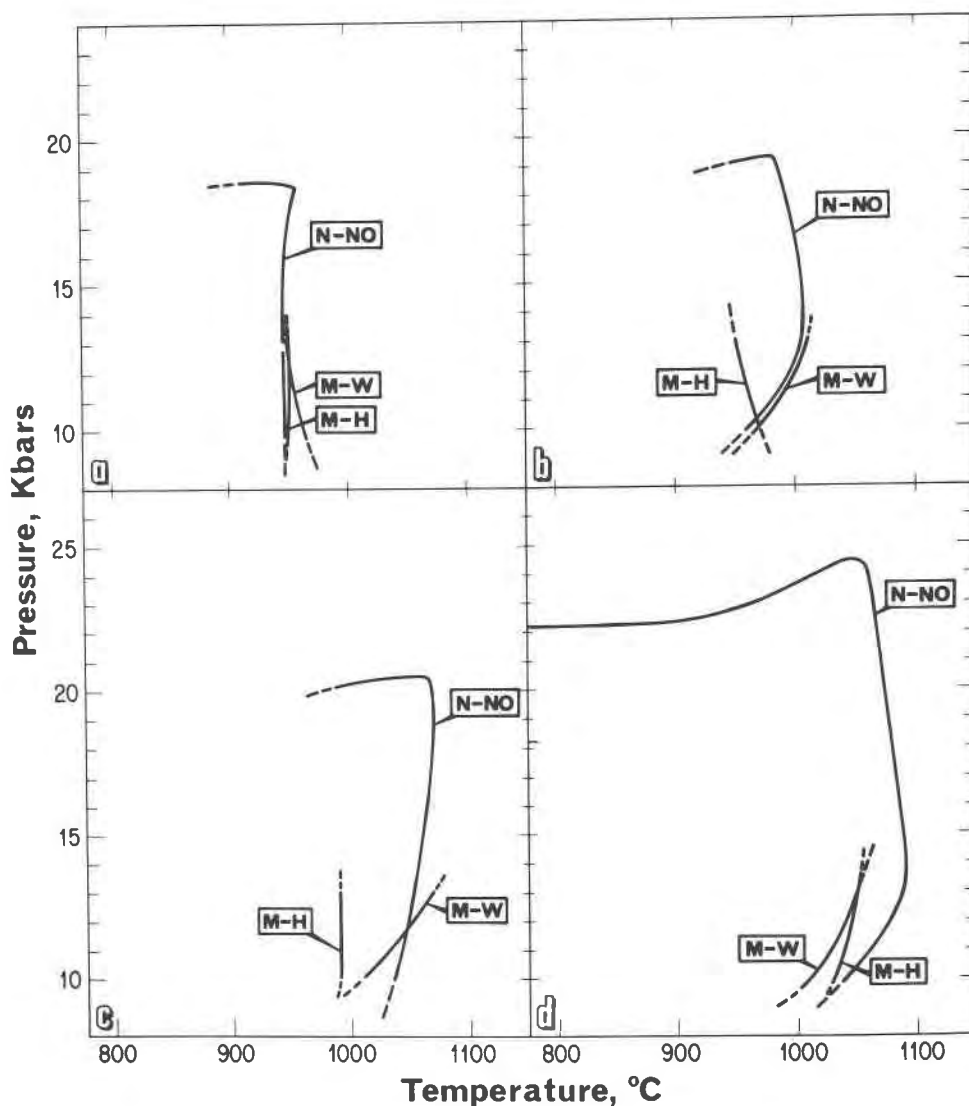 Pressure, Kbars
20
15
10
N-NO
M-W
M-H
a
N-NO
M-H
M-W
b
25
20
15
10
N-NO
M-H
M-W
c
N-NO
M-W
M-H
d
800 900 1000 1100 800 900 1000 1100
Temperature, °C